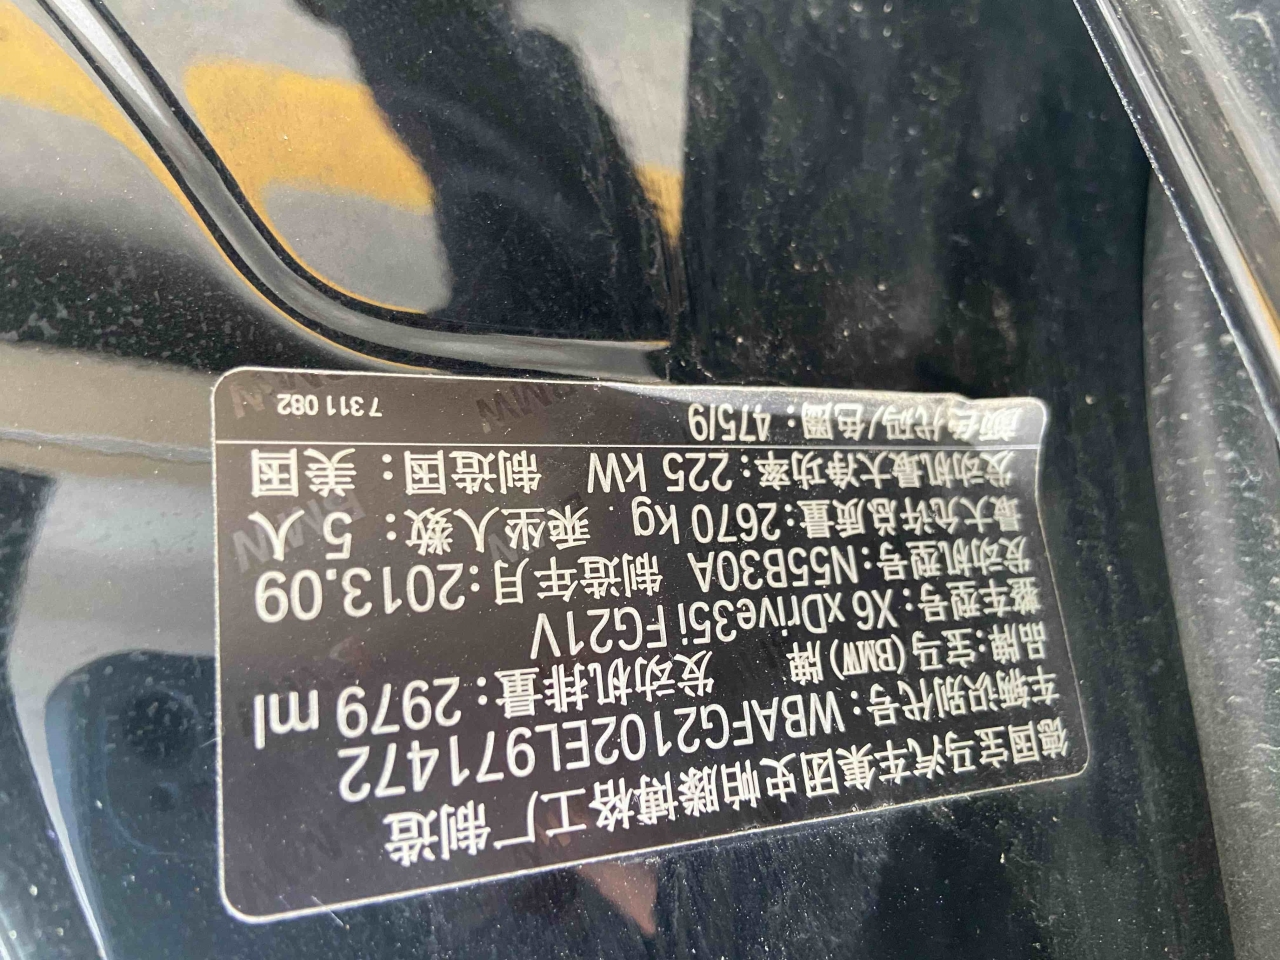 德国宝马汽车集团史帕滕博格工厂 制造
车辆识别代号：WBAFG2102EL971472
品牌：宝马(BMW)牌 发动机排量：2979 ml
整车型号：X6 xDrive35i FG21V
发动机型号：N55B30A 制造年月：2013.09
最大允许总质量：2670 kg 乘坐人数：5 人
发动机最大净功率：225 kW 制造国：美国
颜色代码/色圈：475/9
7 311 082